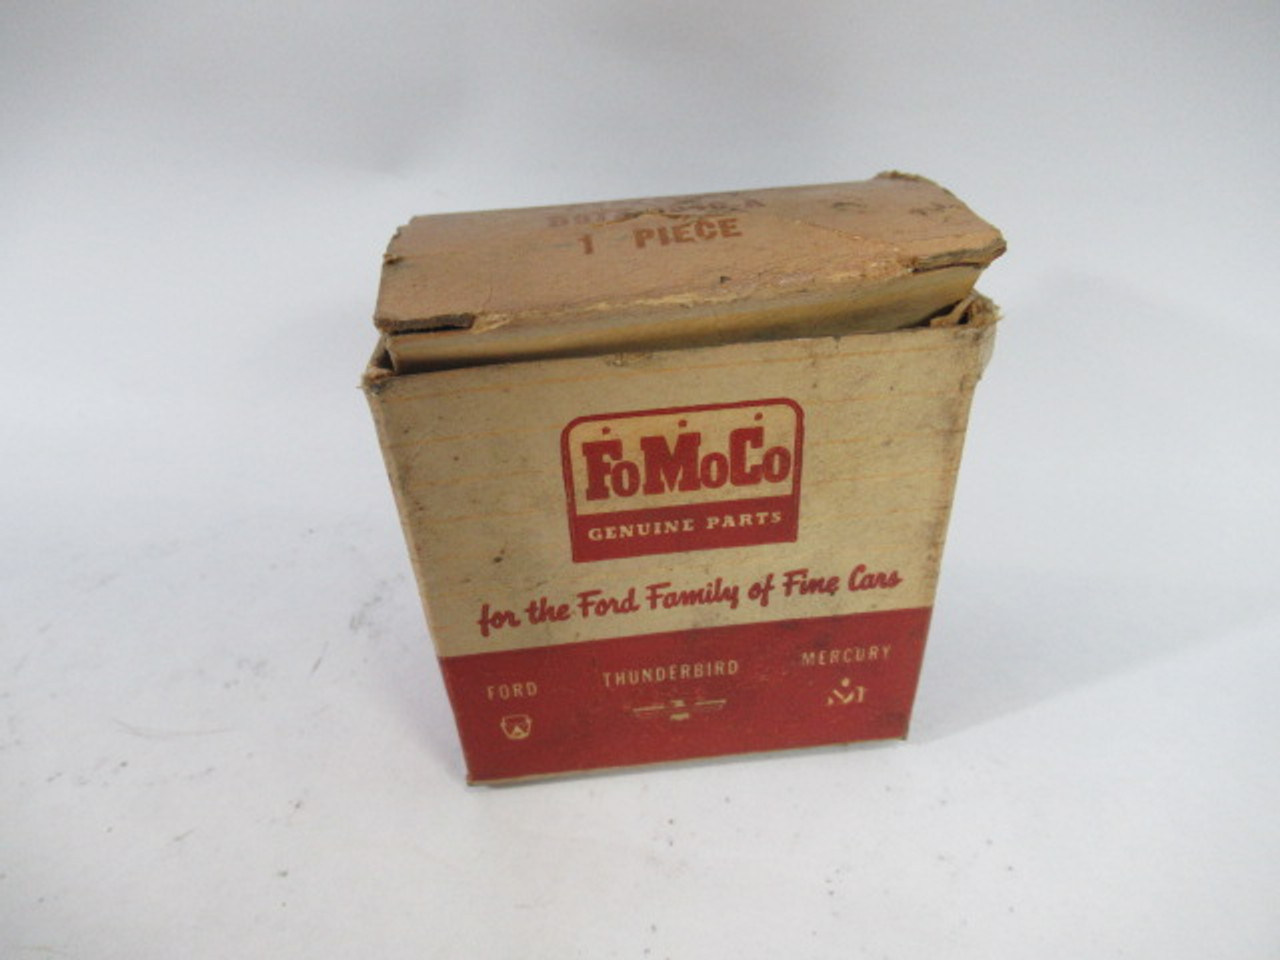 1 PIECE
FoMoCo
GENUINE PARTS
for the Ford Family of Fine Cars
FORD THUNDERBIRD MERCURY